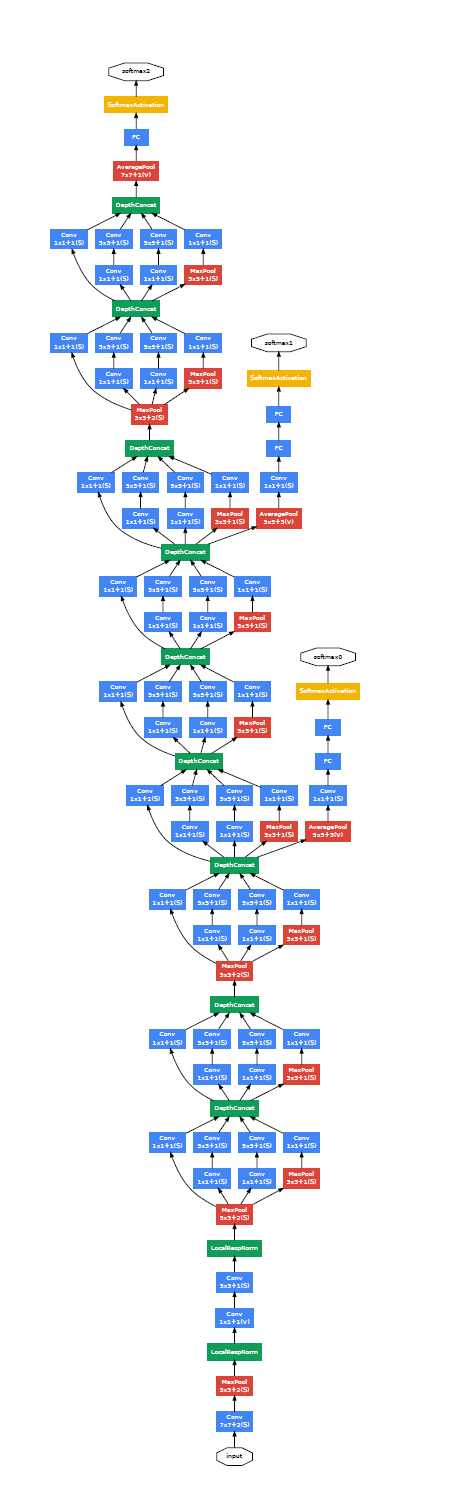 softmax2
SoftmaxActivation
FC
AveragePool
7x7+1(V)
DepthConcat
Conv
1x1+1(S)
Conv
3x3+1(S)
Conv
5x5+1(S)
Conv
1x1+1(S)
Conv
1x1+1(S)
Conv
1x1+1(S)
MaxPool
3x3+1(S)
DepthConcat
Conv
1x1+1(S)
Conv
3x3+1(S)
Conv
5x5+1(S)
Conv
1x1+1(S)
softmax1
Conv
1x1+1(S)
Conv
1x1+1(S)
MaxPool
3x3+1(S)
SoftmaxActivation
MaxPool
3x3+2(S)
FC
DepthConcat
FC
Conv
1x1+1(S)
Conv
3x3+1(S)
Conv
5x5+1(S)
Conv
1x1+1(S)
Conv
1x1+1(S)
Conv
1x1+1(S)
Conv
1x1+1(S)
MaxPool
3x3+1(S)
AveragePool
5x5+3(V)
DepthConcat
Conv
1x1+1(S)
Conv
3x3+1(S)
Conv
5x5+1(S)
Conv
1x1+1(S)
Conv
1x1+1(S)
Conv
1x1+1(S)
MaxPool
3x3+1(S)
DepthConcat
softmax0
Conv
1x1+1(S)
Conv
3x3+1(S)
Conv
5x5+1(S)
Conv
1x1+1(S)
SoftmaxActivation
Conv
1x1+1(S)
Conv
1x1+1(S)
MaxPool
3x3+1(S)
FC
DepthConcat
FC
Conv
1x1+1(S)
Conv
3x3+1(S)
Conv
5x5+1(S)
Conv
1x1+1(S)
Conv
1x1+1(S)
Conv
1x1+1(S)
Conv
1x1+1(S)
MaxPool
3x3+1(S)
AveragePool
5x5+3(V)
DepthConcat
Conv
1x1+1(S)
Conv
3x3+1(S)
Conv
5x5+1(S)
Conv
1x1+1(S)
Conv
1x1+1(S)
Conv
1x1+1(S)
MaxPool
3x3+1(S)
MaxPool
3x3+2(S)
DepthConcat
Conv
1x1+1(S)
Conv
3x3+1(S)
Conv
5x5+1(S)
Conv
1x1+1(S)
Conv
1x1+1(S)
Conv
1x1+1(S)
MaxPool
3x3+1(S)
DepthConcat
Conv
1x1+1(S)
Conv
3x3+1(S)
Conv
5x5+1(S)
Conv
1x1+1(S)
Conv
1x1+1(S)
Conv
1x1+1(S)
MaxPool
3x3+1(S)
MaxPool
3x3+2(S)
LocalRespNorm
Conv
3x3+1(S)
Conv
1x1+1(V)
LocalRespNorm
MaxPool
3x3+2(S)
Conv
7x7+2(S)
input